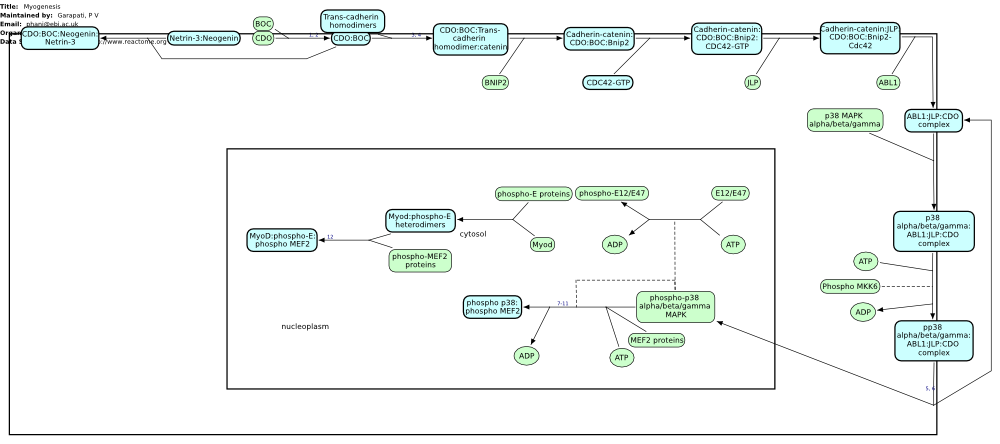 Title: Myogenesis
Maintained by: Garapati, P V
Email: phani@ebi.ac.uk
://www.reactome.org
CDO:BOC:Neogenin:
Netrin-3
Netrin-3:Neogenin
BOC
CDO
1, 2
Trans-cadherin
homodimers
CDO:BOC
CDO:BOC:Trans-
cadherin
homodimer:catenin
Cadherin-catenin:
CDO:BOC:Bnip2
Cadherin-catenin:
CDO:BOC:Bnip2:
CDC42-GTP
Cadherin-catenin:JLP
CDO:BOC:Bnip2-
Cdc42
BNIP2
CDC42-GTP
JLP
ABL1
p38 MAPK
alpha/beta/gamma
ABL1:JLP:CDO
complex
p38
alpha/beta/gamma:
ABL1:JLP:CDO
complex
ATP
Phospho MKK6
ADP
pp38
alpha/beta/gamma:
ABL1:JLP:CDO
complex
5, 6
phospho-E proteins
phospho-E12/E47
E12/E47
Myod:phospho-E
heterodimers
cytosol
MyoD:phospho-E:
phospho MEF2
12
phospho-MEF2
proteins
Myod
ADP
ATP
phospho p38:
phospho MEF2
7-11
phospho-p38
alpha/beta/gamma
MAPK
nucleoplasm
MEF2 proteins
ADP
ATP